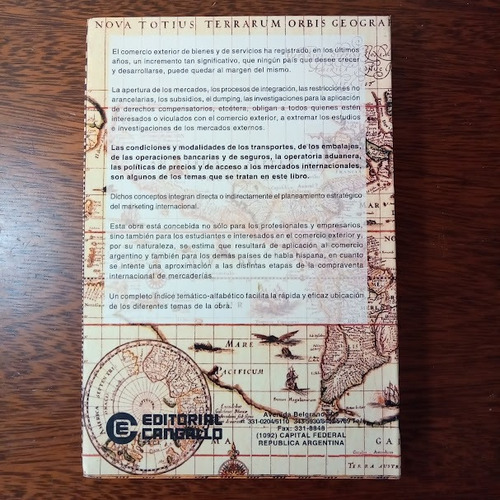 NOVA TOTIUS TERRARUM ORBIS GEOGRA
El comercio exterior de bienes y de servicios ha registrado, en los últimos
años, un incremento tan significativo, que ningún país que desee crecer
y desarrollarse, puede quedar al margen del mismo.
La apertura de los mercados, los procesos de integración, las restricciones no
arancelarias, los subsidios, el dumping, las investigaciones para la aplicación
de derechos compensatorios, etcétera, obligan a todos quienes estén
interesados o viculados con el comercio exterior, a extremar los estudios
e investigaciones de los mercados externos.
Las condiciones y modalidades de los transportes, de los embalajes,
de las operaciones bancarias y de seguros, la operatoria aduanera,
las políticas de precios y de acceso a los mercados internacionales,
son algunos de los temas que se tratan en este libro.
Dichos conceptos integran directa o indirectamente el planeamiento estratégico
del marketing internacional.
Esta obra está concebida no sólo para los profesionales y empresarios,
sino también para los estudiantes e interesados en el comercio exterior y,
por su naturaleza, se estima que resultará de aplicación al comercio
argentino y también para los demás países de habla hispana, en cuanto
se intente una aproximación a las distintas etapas de la compraventa
internacional de mercaderías.
Un completo índice temático-alfabético facilita la rápida y eficaz ubicación
de los diferentes temas de la obra.
MARE
PACIFICUM
EDITORIAL
CANGALLO
Avenida Belgrano
331-0204/5110
Fax: 331-8848
(1092) CAPITAL FEDERAL
REPUBLICA ARGENTINA